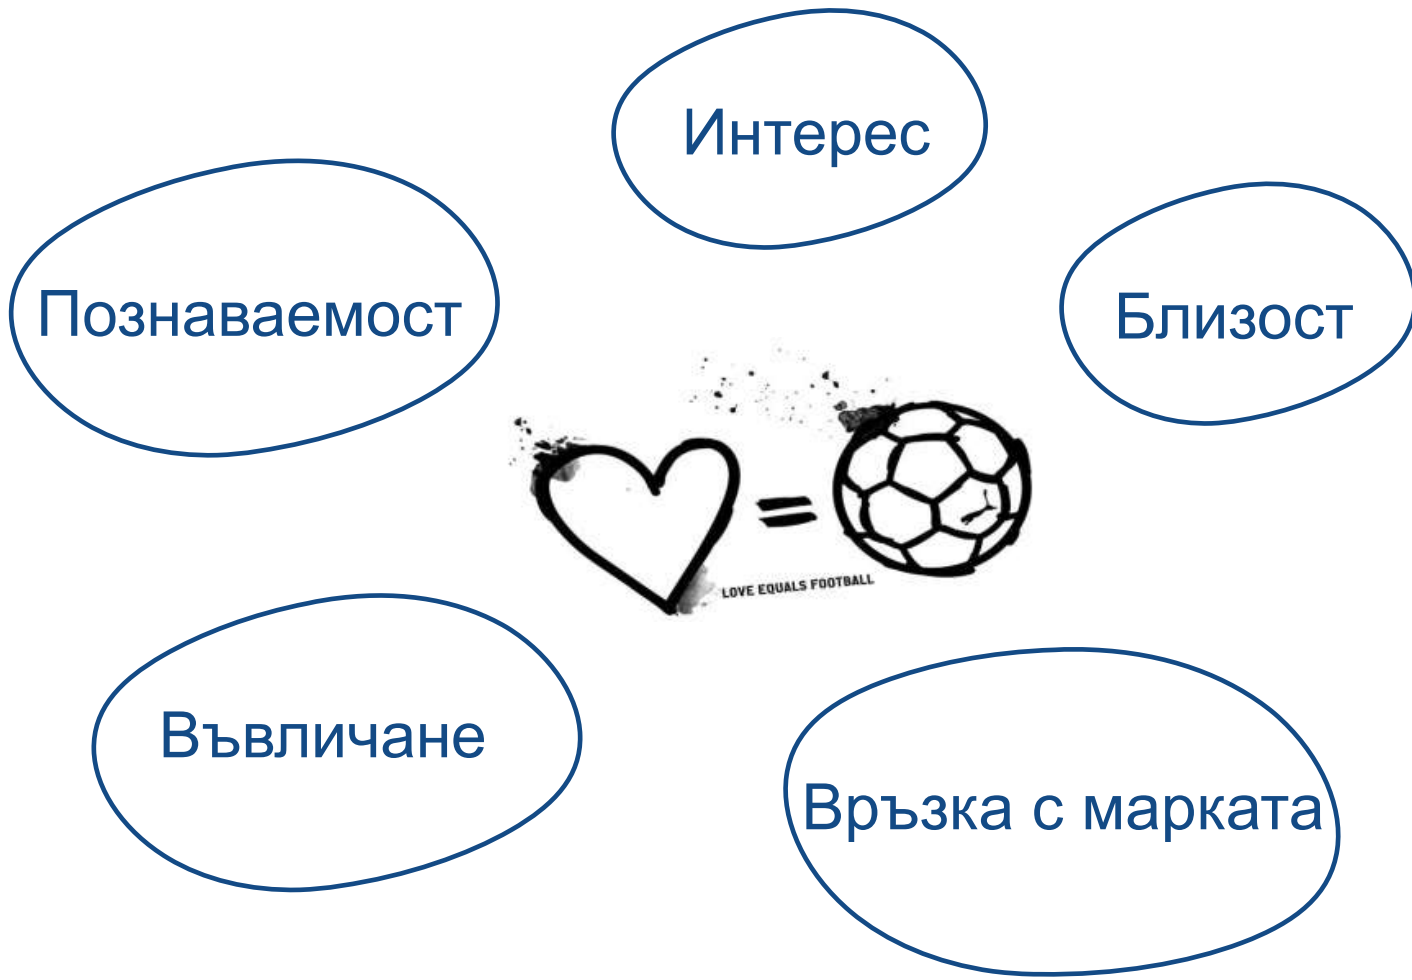 Интерес
Познаваемост
Близост
LOVE EQUALS FOOTBALL
Въвличане
Връзка с марката